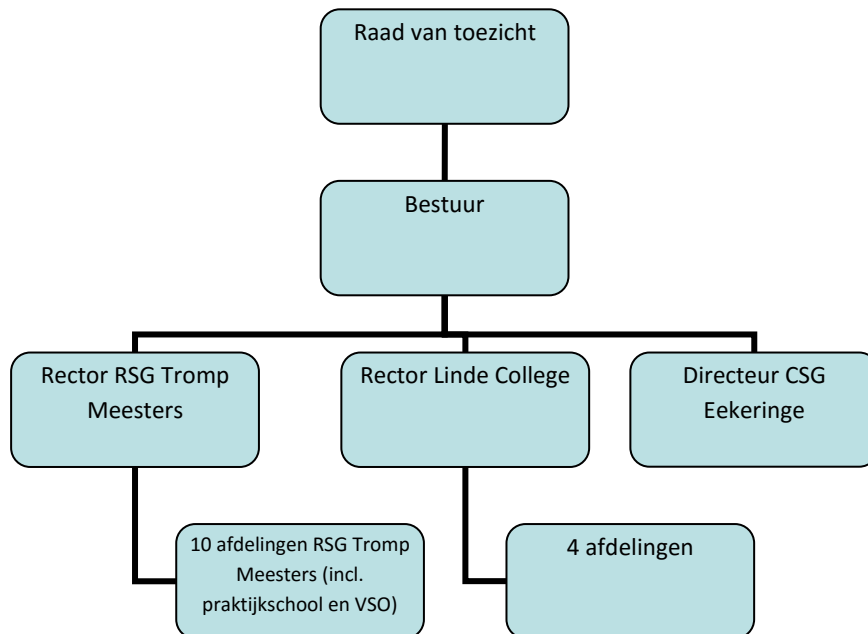 Raad van toezicht
Bestuur
Rector RSG Tromp
Meesters
Rector Linde College
Directeur CSG
Eekeringe
10 afdelingen RSG Tromp
Meesters (incl.
praktijkschool en VSO)
4 afdelingen